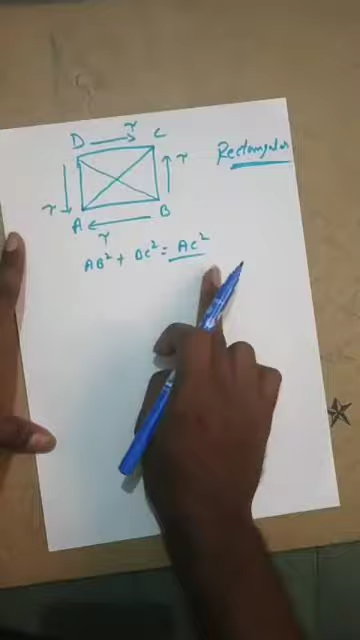 τ
D C
Rectangular
τ τ
A B
τ
AB² + BC² = AC²